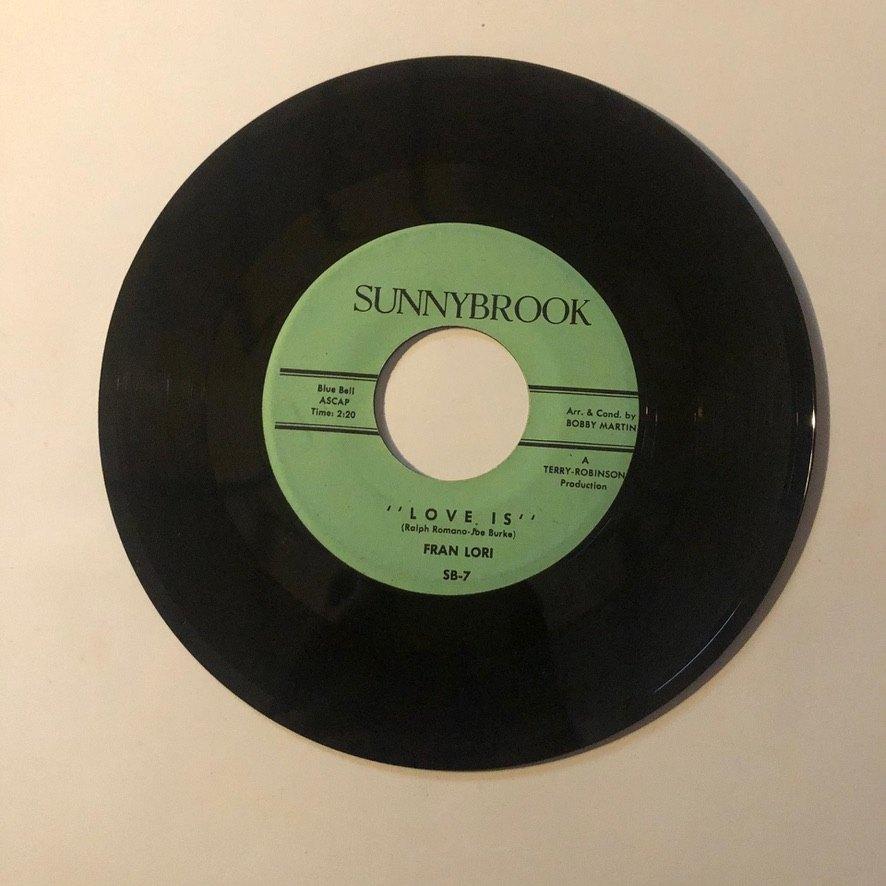 SUNNYBROOK
Blue Bell
ASCAP
Time: 2:20
Arr. & Cond. by
BOBBY MARTIN
A
TERRY-ROBINSON
Production
''LOVE IS''
(Ralph Romano-Joe Burke)
FRAN LORI
SB-7